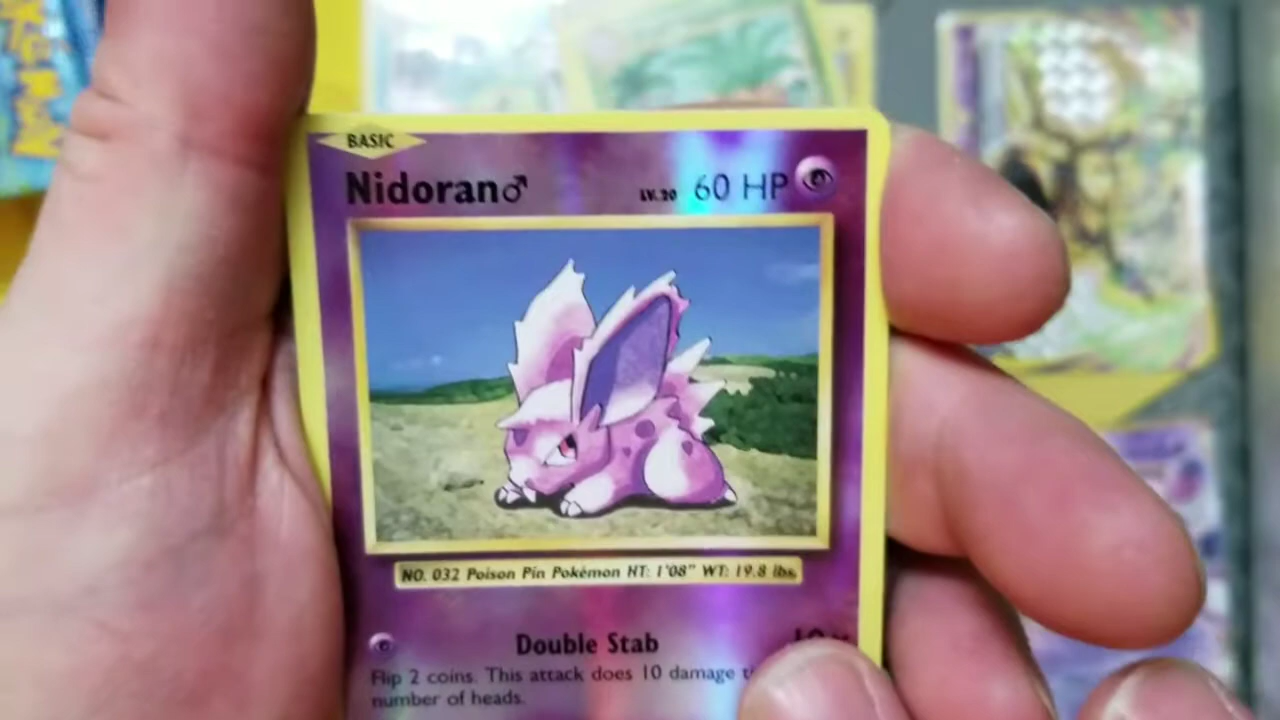 BASIC
Nidoran♂ LV.20 60 HP
NO. 032 Poison Pin Pokémon HT: 1'08" WT: 19.8 lbs.
Double Stab 10×
Flip 2 coins. This attack does 10 damage
number of heads.